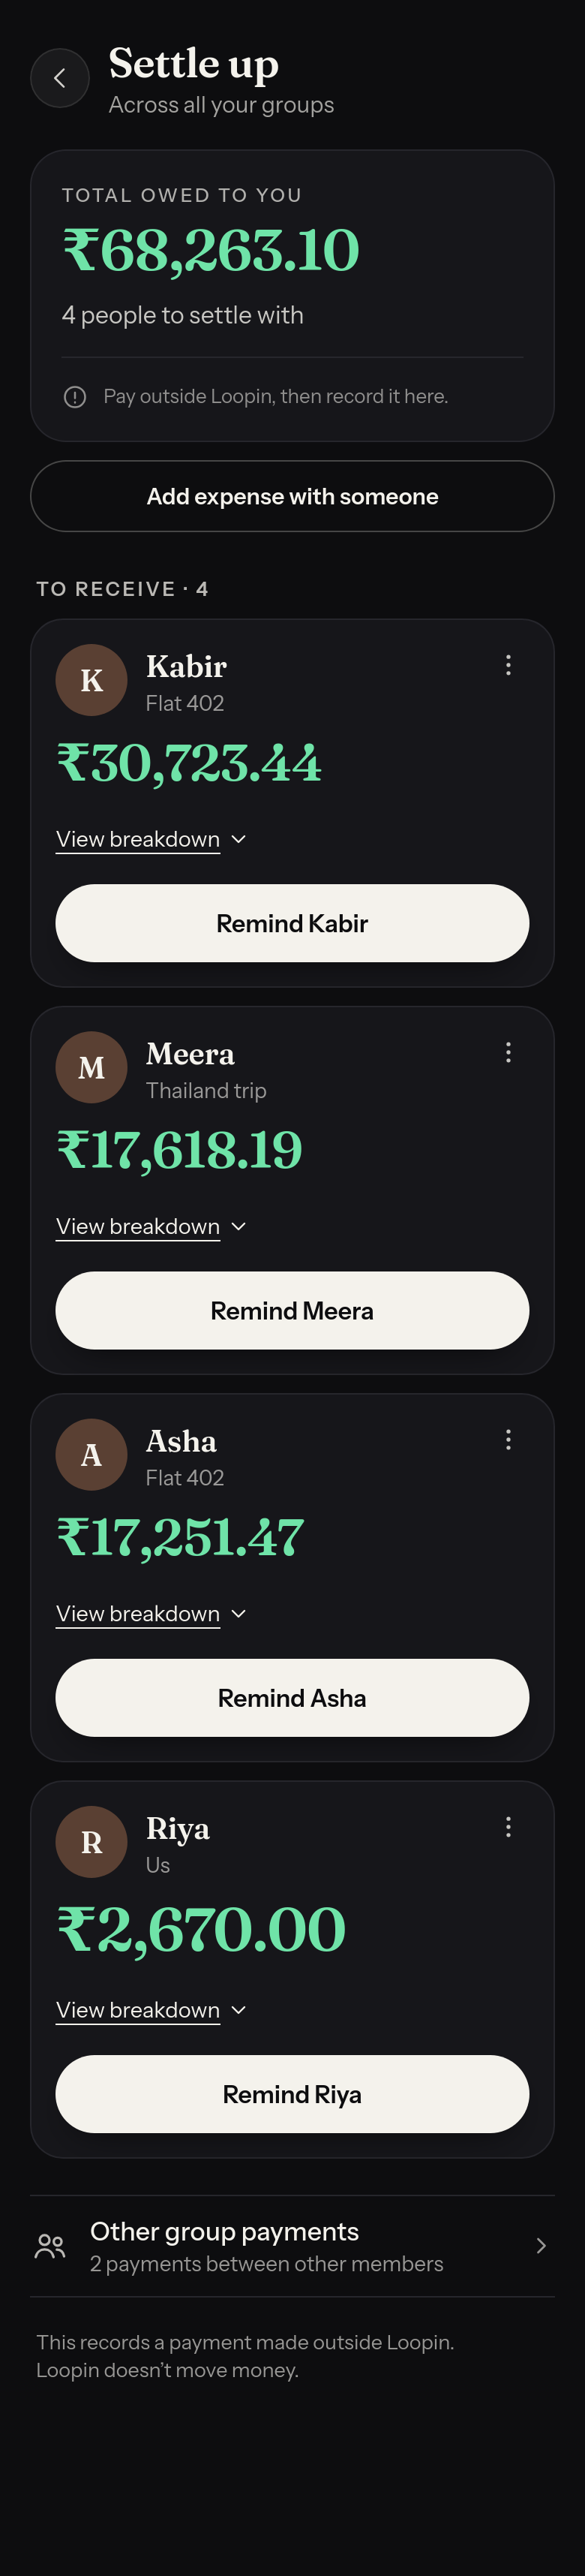 Settle up
Across all your groups
TOTAL OWED TO YOU
₹68,263.10
4 people to settle with
Pay outside Loopin, then record it here.
Add expense with someone
TO RECEIVE · 4
K
Kabir
Flat 402
₹30,723.44
View breakdown
Remind Kabir
M
Meera
Thailand trip
₹17,618.19
View breakdown
Remind Meera
A
Asha
Flat 402
₹17,251.47
View breakdown
Remind Asha
R
Riya
Us
₹2,670.00
View breakdown
Remind Riya
Other group payments
2 payments between other members
This records a payment made outside Loopin.
Loopin doesn’t move money.